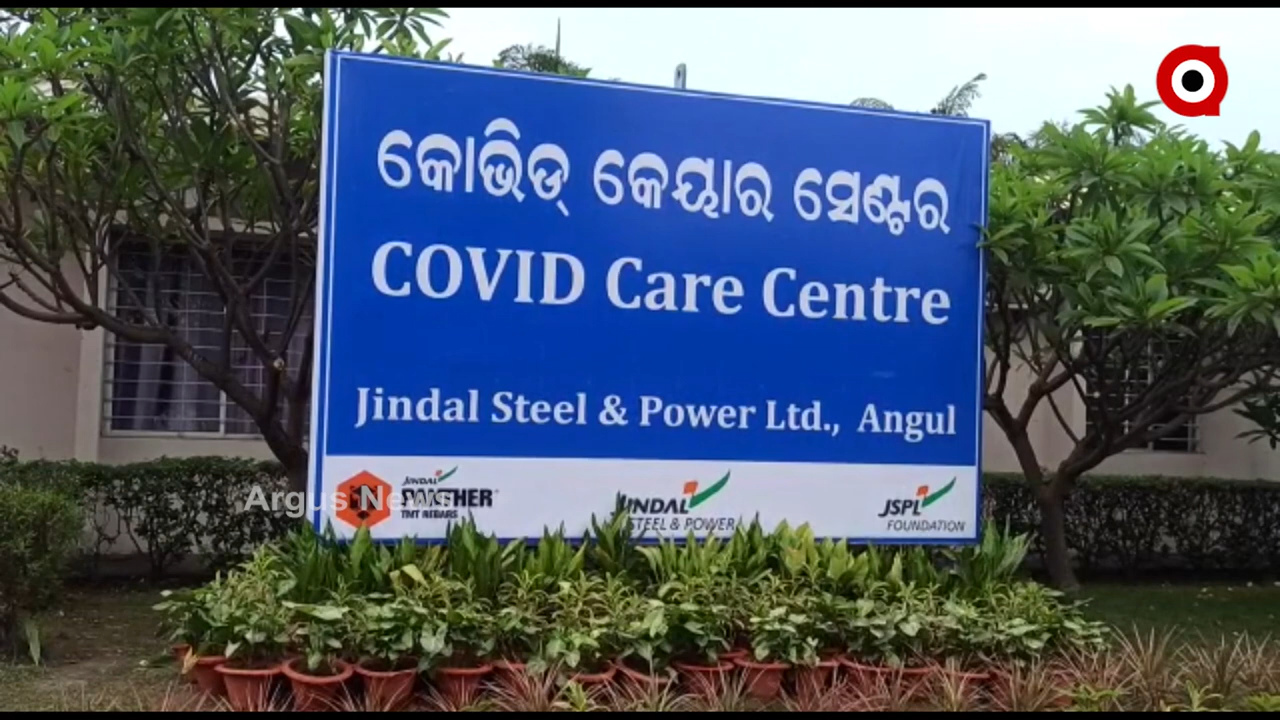 କୋଭିଡ୍ କେୟାର ସେଣ୍ଟର
COVID Care Centre
Jindal Steel & Power Ltd., Angul
JINDAL
PANTHER
TMT REBARS
JINDAL
STEEL & POWER
JSPL
FOUNDATION
Argus News